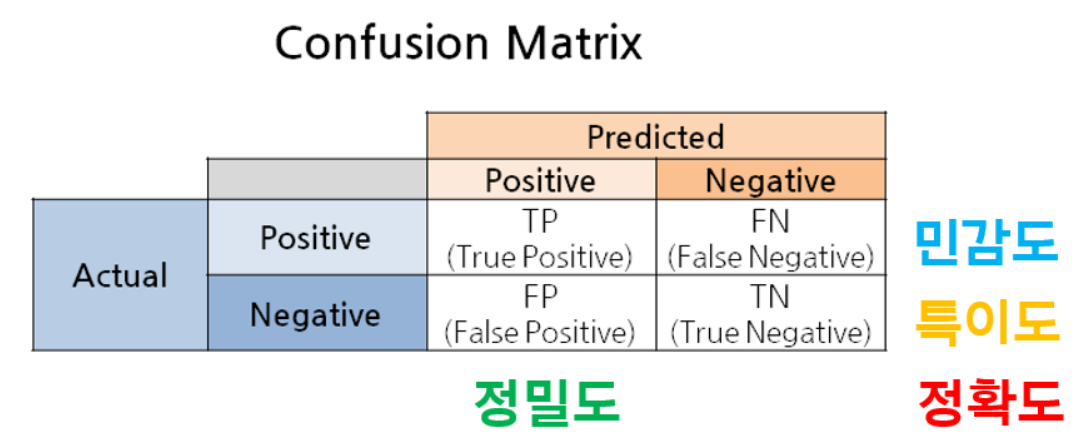 Confusion Matrix
Predicted
Positive Negative
Actual
Positive
TP
(True Positive)
FN
(False Negative)
민감도
Negative
FP
(False Positive)
TN
(True Negative)
특이도
정밀도 정확도